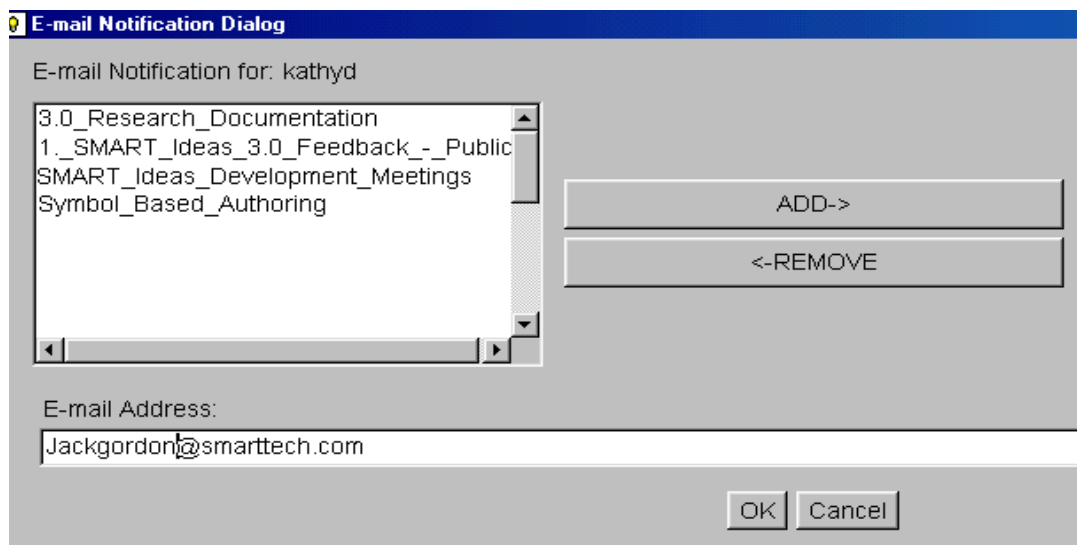 E-mail Notification Dialog
E-mail Notification for: kathyd
3.0_Research_Documentation
1._SMART_Ideas_3.0_Feedback_-_Public
SMART_Ideas_Development_Meetings
Symbol_Based_Authoring
ADD->
<-REMOVE
E-mail Address:
Jackgordon@smarttech.com
OK Cancel